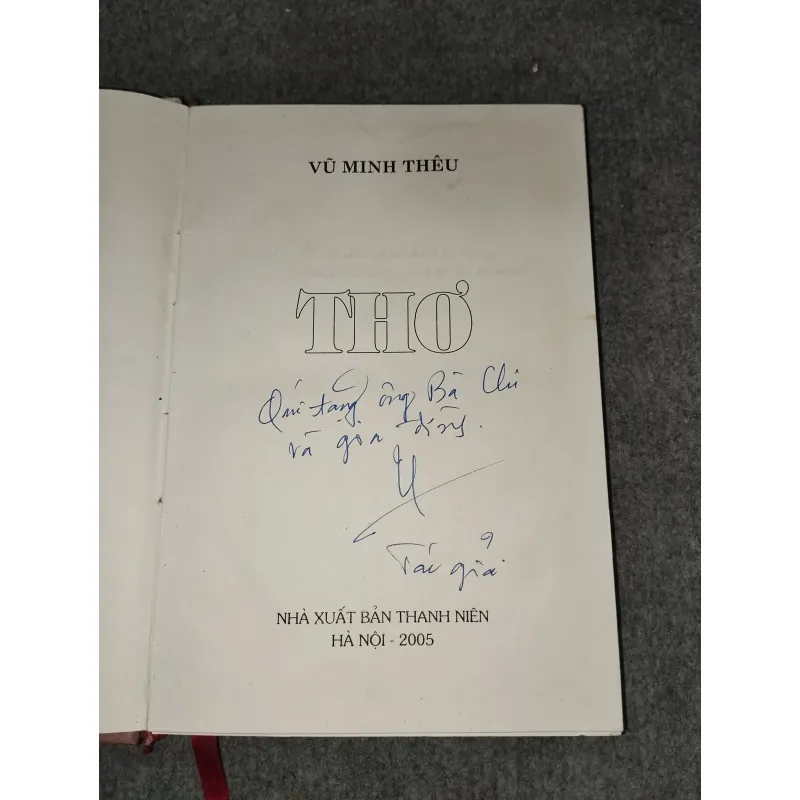 VŨ MINH THÊU
THƠ
Quí tặng ông Bà Chi
và gia đình.
Tác giả
NHÀ XUẤT BẢN THANH NIÊN
HÀ NỘI - 2005